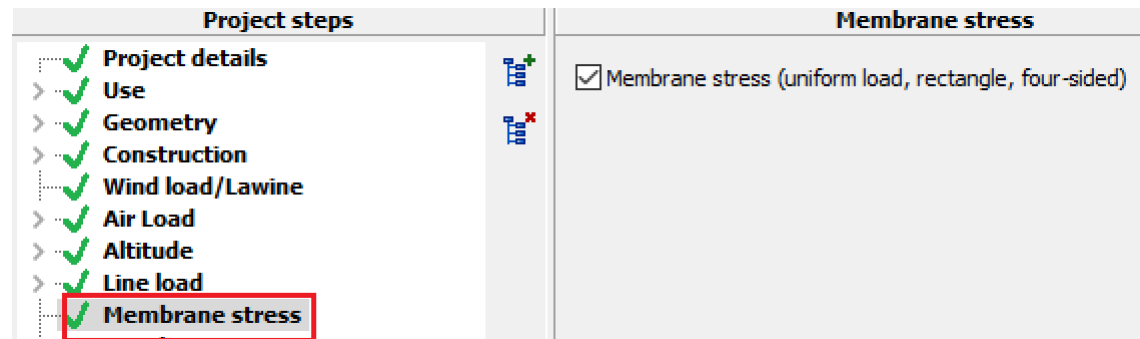 Project steps
Membrane stress
Project details
Use
Geometry
Construction
Wind load/Lawine
Air Load
Altitude
Line load
Membrane stress
Membrane stress (uniform load, rectangle, four-sided)